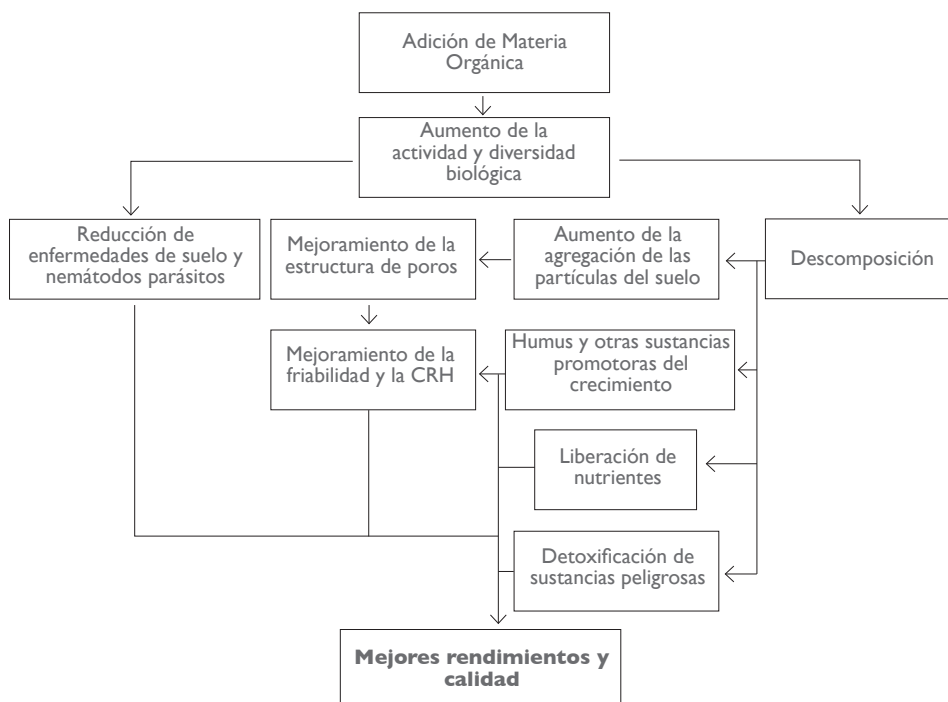 Adición de Materia
Orgánica
Aumento de la
actividad y diversidad
biológica
Reducción de
enfermedades de suelo y
nemátodos parásitos
Mejoramiento de la
estructura de poros
Aumento de la
agregación de las
partículas del suelo
Descomposición
Mejoramiento de la
friabilidad y la CRH
Humus y otras sustancias
promotoras del
crecimiento
Liberación de
nutrientes
Detoxificación de
sustancias peligrosas
Mejores rendimientos y
calidad